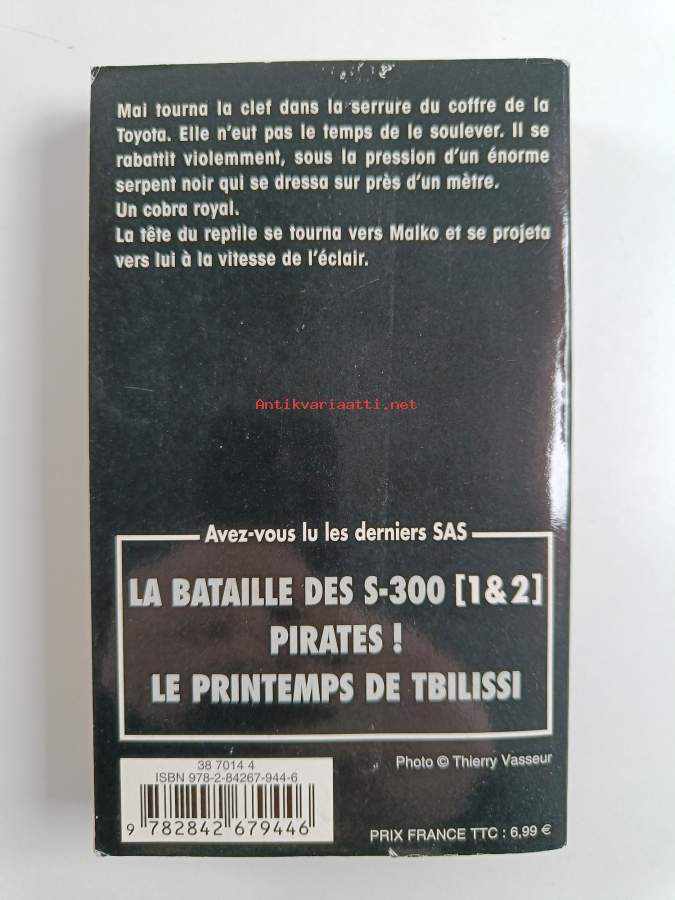 Mai tourna la clef dans la serrure du coffre de la
Toyota. Elle n'eut pas le temps de le soulever. Il se
rabattit violemment, sous la pression d'un énorme
serpent noir qui se dressa sur près d'un mètre.
Un cobra royal.
La tête du reptile se tourna vers Malko et se projeta
vers lui à la vitesse de l'éclair.
Antikvariaatti.net
Avez-vous lu les derniers SAS
LA BATAILLE DES S-300 [1&2]
PIRATES !
LE PRINTEMPS DE TBILISSI
38 7014 4
ISBN 978-2-84267-944-6
9 782842 679446
Photo © Thierry Vasseur
PRIX FRANCE TTC : 6,99 €